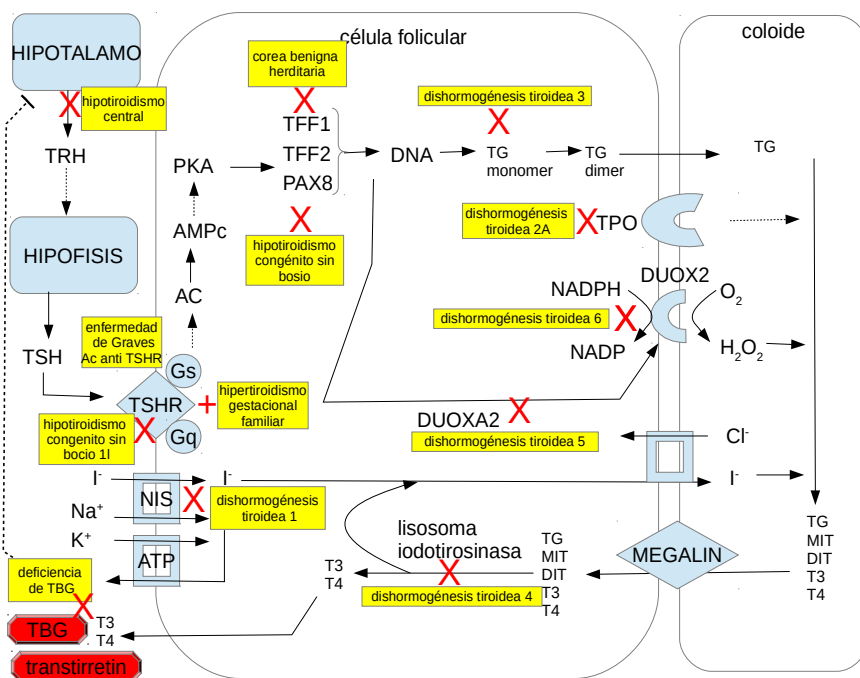 célula folicular
coloide
HIPOTALAMO
hipotiroidismo
central
TRH
HIPOFISIS
TSH
enfermedad
de Graves
Ac anti TSHR
Gs
TSHR
Gq
hipotiroidismo
congenito sin
bocio 1I
hipertiroidismo
gestacional
familiar
AC
AMPc
PKA
corea benigna
herditaria
TFF1
TFF2
PAX8
hipotiroidismo
congénito sin
bosio
DNA
dishormogénesis tiroidea 3
TG
monomer
TG
dimer
TG
dishormogénesis
tiroidea 2A
TPO
DUOX2
NADPH
NADP
dishormogénesis tiroidea 6
O2
H2O2
DUOXA2
dishormogénesis tiroidea 5
Cl-
I-
I-
I-
NIS
Na+
K+
ATP
dishormogénesis
tiroidea 1
lisosoma
iodotirosinasa
dishormogénesis tiroidea 4
TG
MIT
DIT
T3
T4
MEGALIN
TG
MIT
DIT
T3
T4
T3
T4
deficiencia
de TBG
TBG
T3
T4
transtirretin